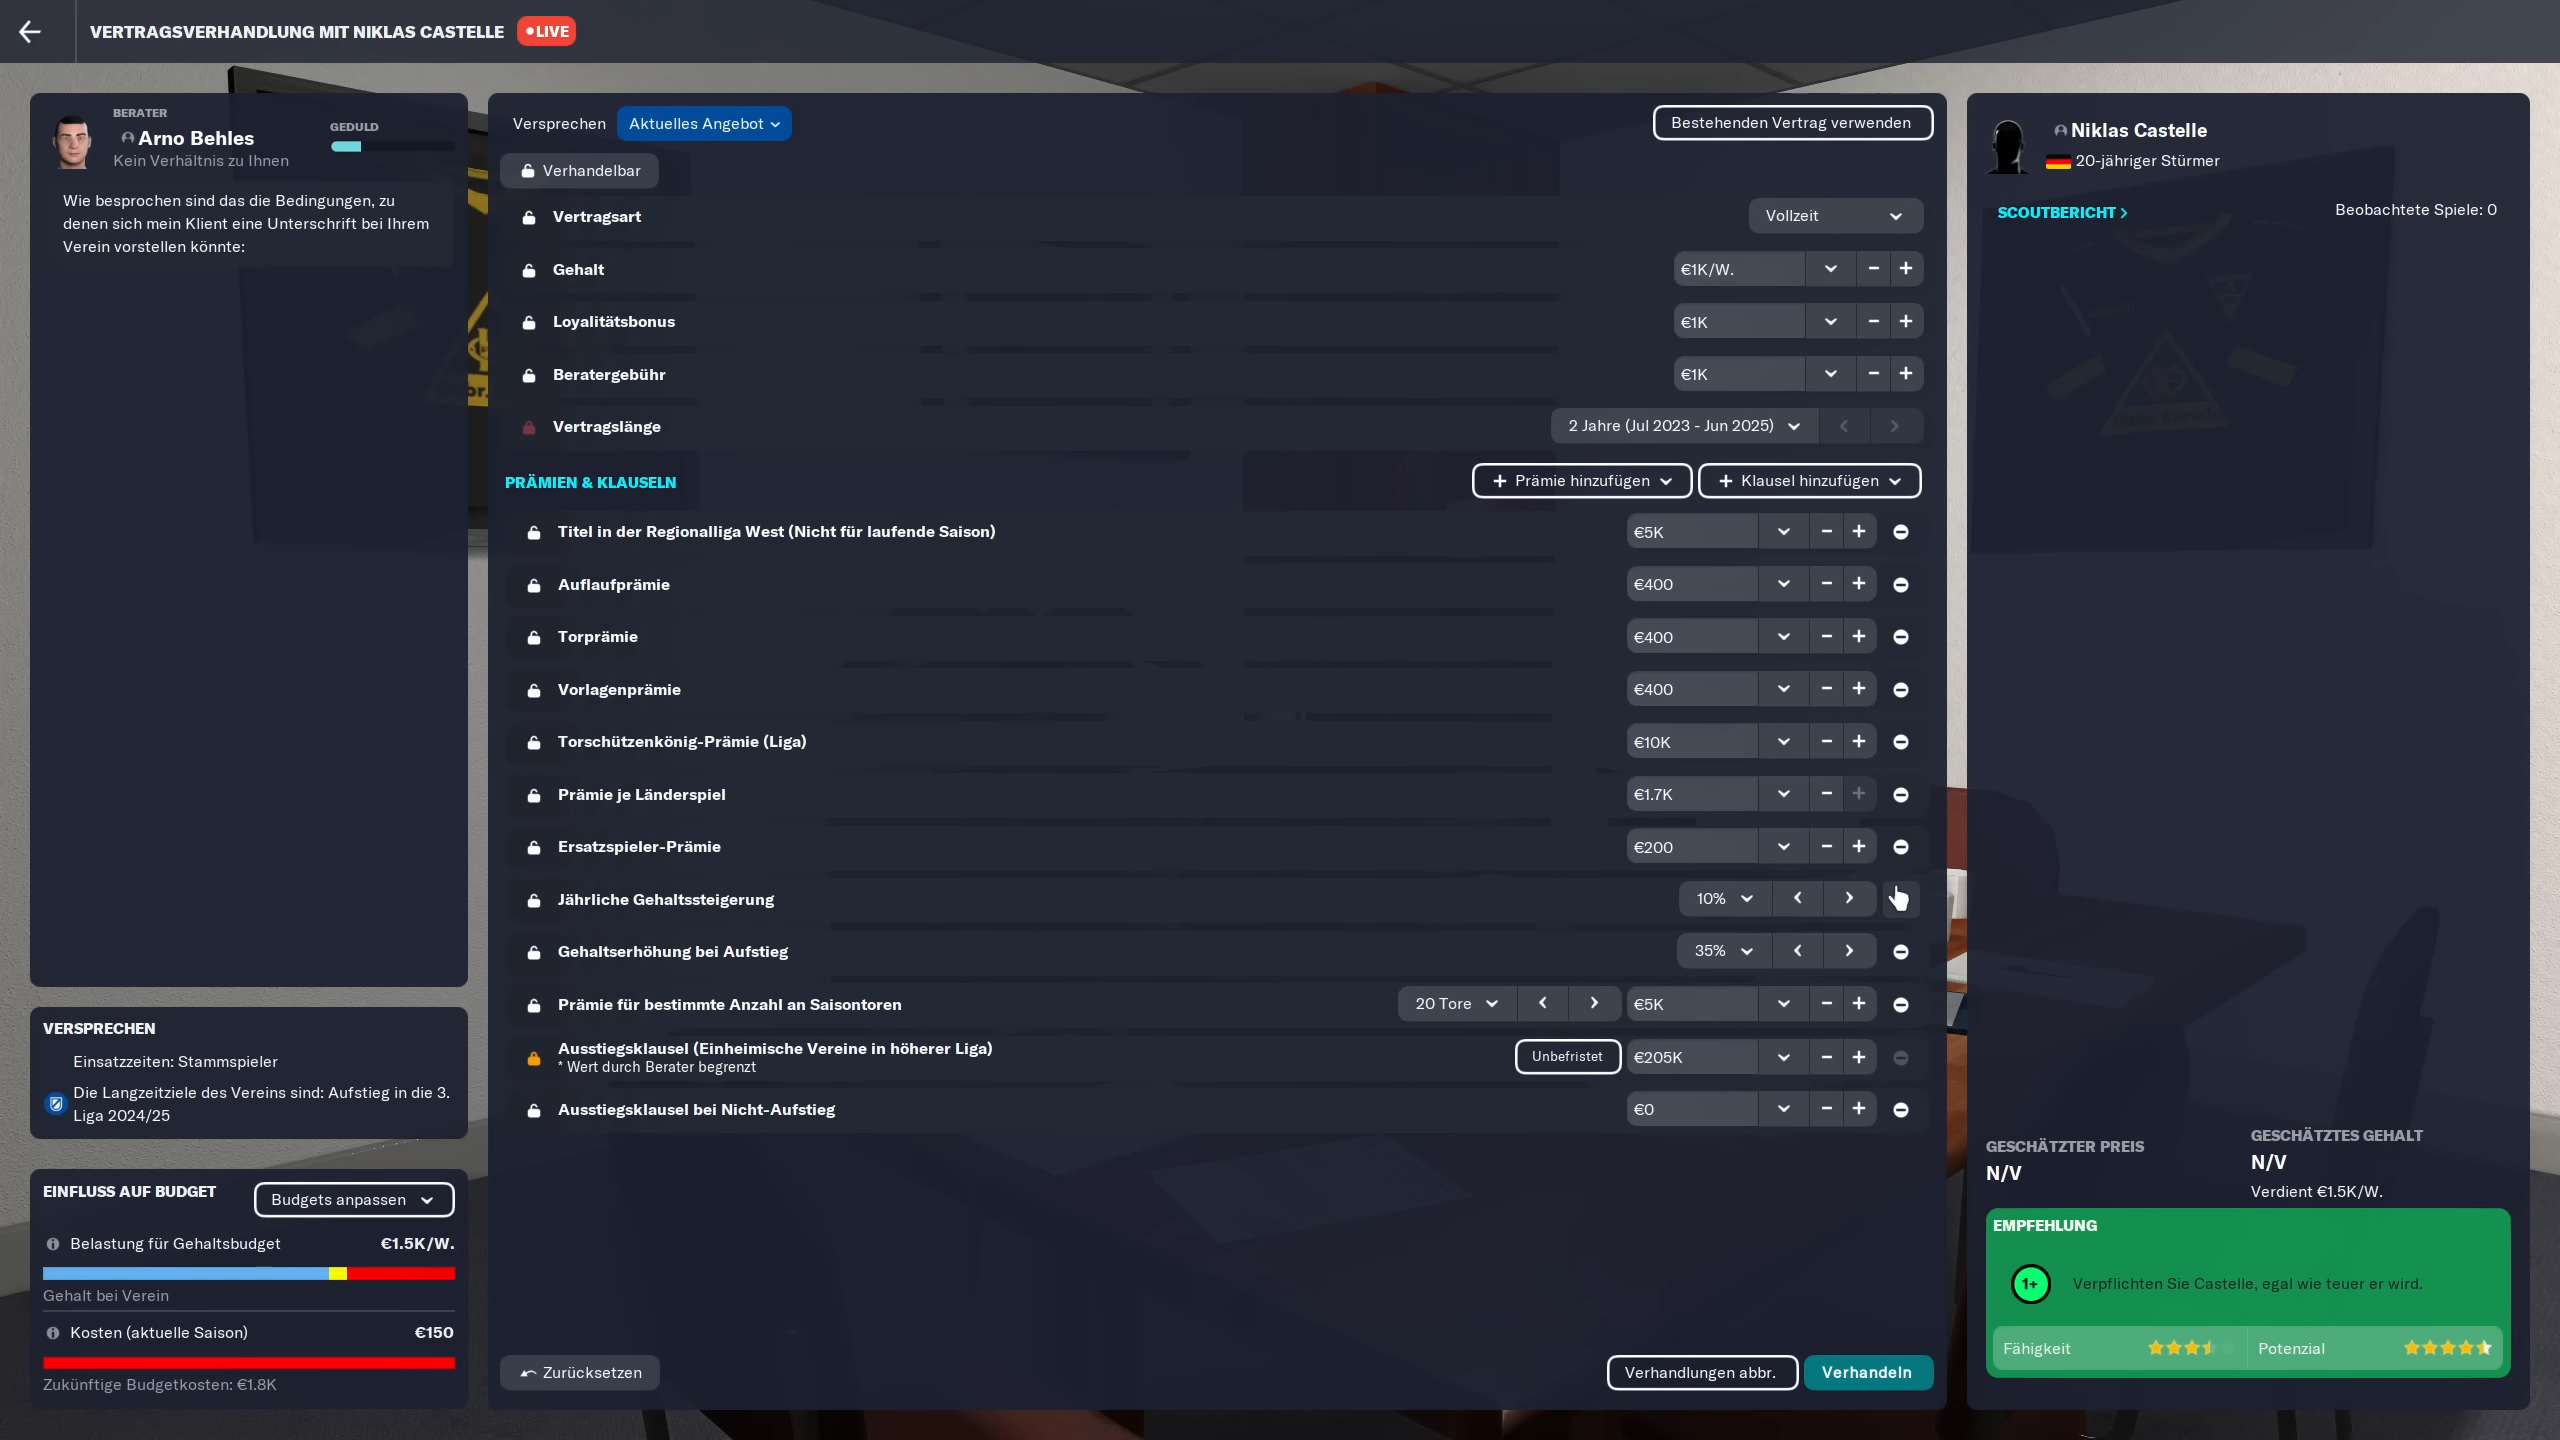 VERTRAGSVERHANDLUNG MIT NIKLAS CASTELLE
LIVE
BERATER
Arno Behles
Kein Verhältnis zu Ihnen
GEDULD
Wie besprochen sind das die Bedingungen, zu
denen sich mein Klient eine Unterschrift bei Ihrem
Verein vorstellen könnte:
VERSPRECHEN
Einsatzzeiten: Stammspieler
Die Langzeitziele des Vereins sind: Aufstieg in die 3.
Liga 2024/25
EINFLUSS AUF BUDGET
Budgets anpassen
Belastung für Gehaltsbudget €1.5K/W.
Gehalt bei Verein
Kosten (aktuelle Saison) €150
Zukünftige Budgetkosten: €1.8K
Versprechen
Aktuelles Angebot
Bestehenden Vertrag verwenden
Verhandelbar
Vertragsart Vollzeit
Gehalt €1K/W.
Loyalitätsbonus €1K
Beratergebühr €1K
Vertragslänge 2 Jahre (Jul 2023 - Jun 2025)
PRÄMIEN & KLAUSELN
Prämie hinzufügen
Klausel hinzufügen
Titel in der Regionalliga West (Nicht für laufende Saison) €5K
Auflaufprämie €400
Torprämie €400
Vorlagenprämie €400
Torschützenkönig-Prämie (Liga) €10K
Prämie je Länderspiel €1.7K
Ersatzspieler-Prämie €200
Jährliche Gehaltssteigerung 10%
Gehaltserhöhung bei Aufstieg 35%
Prämie für bestimmte Anzahl an Saisontoren 20 Tore €5K
Ausstiegsklausel (Einheimische Vereine in höherer Liga) Unbefristet €205K
* Wert durch Berater begrenzt
Ausstiegsklausel bei Nicht-Aufstieg €0
Zurücksetzen
Verhandlungen abbr.
Verhandeln
Niklas Castelle
20-jähriger Stürmer
SCOUTBERICHT >
Beobachtete Spiele: 0
GESCHÄTZTER PREIS
N/V
GESCHÄTZTES GEHALT
N/V
Verdient €1.5K/W.
EMPFEHLUNG
1+
Verpflichten Sie Castelle, egal wie teuer er wird.
Fähigkeit
Potenzial